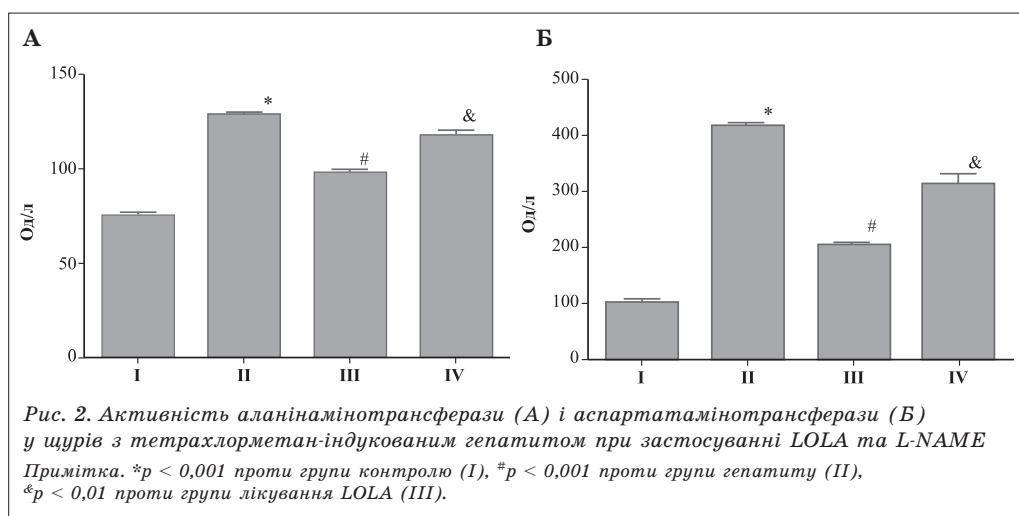 А
Б
150
100
50
0
Од/л
*
#
&
I
II
III
IV
500
400
300
200
100
0
Од/л
*
#
&
I
II
III
IV
Рис. 2. Активність аланінамінотрансферази (А) і аспартатамінотрансферази (Б)
у щурів з тетрахлорметан-індукованим гепатитом при застосуванні LOLA та L-NAME
Примітка. *p < 0,001 проти групи контролю (I), #p < 0,001 проти групи гепатиту (II),
&p < 0,01 проти групи лікування LOLA (III).